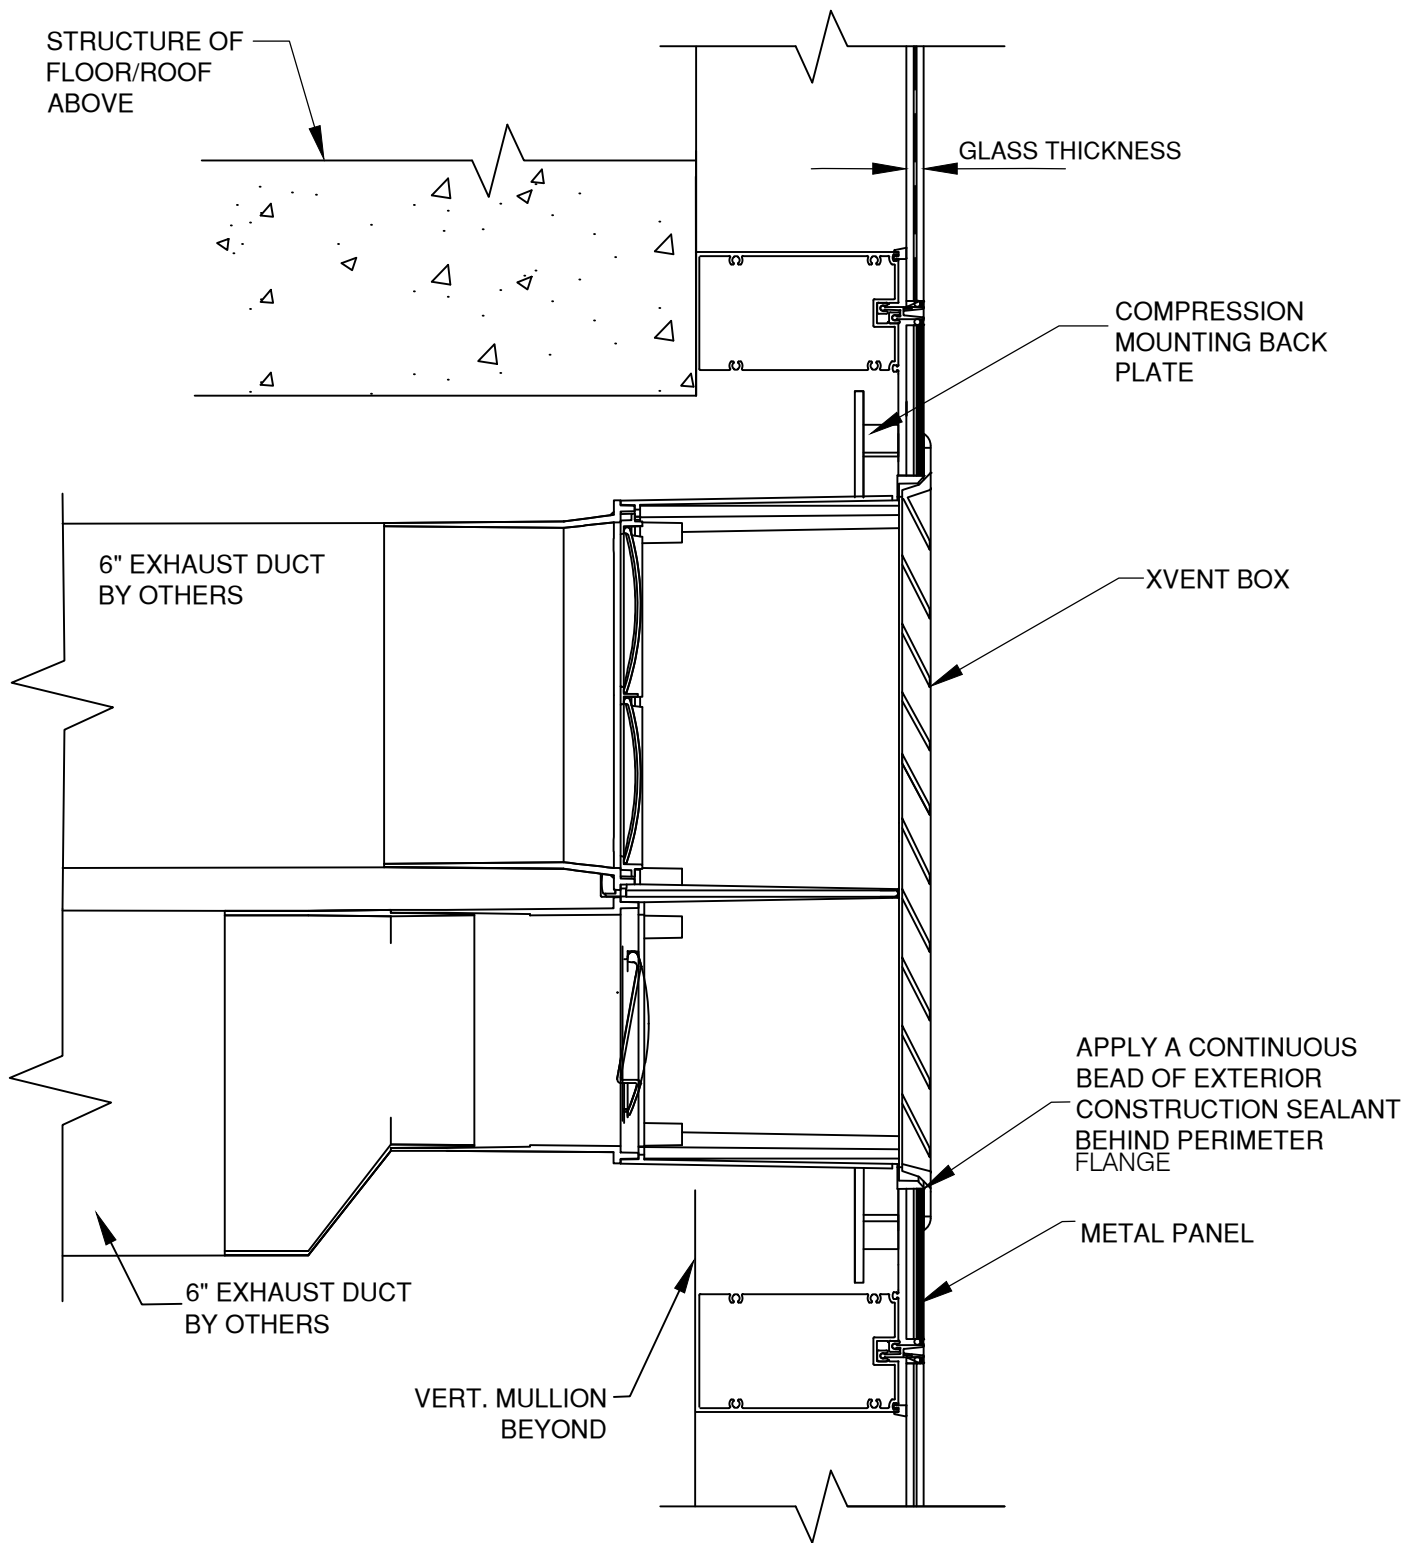 STRUCTURE OF
FLOOR/ROOF
ABOVE
GLASS THICKNESS
COMPRESSION
MOUNTING BACK
PLATE
6" EXHAUST DUCT
BY OTHERS
XVENT BOX
APPLY A CONTINUOUS
BEAD OF EXTERIOR
CONSTRUCTION SEALANT
BEHIND PERIMETER
FLANGE
METAL PANEL
6" EXHAUST DUCT
BY OTHERS
VERT. MULLION
BEYOND